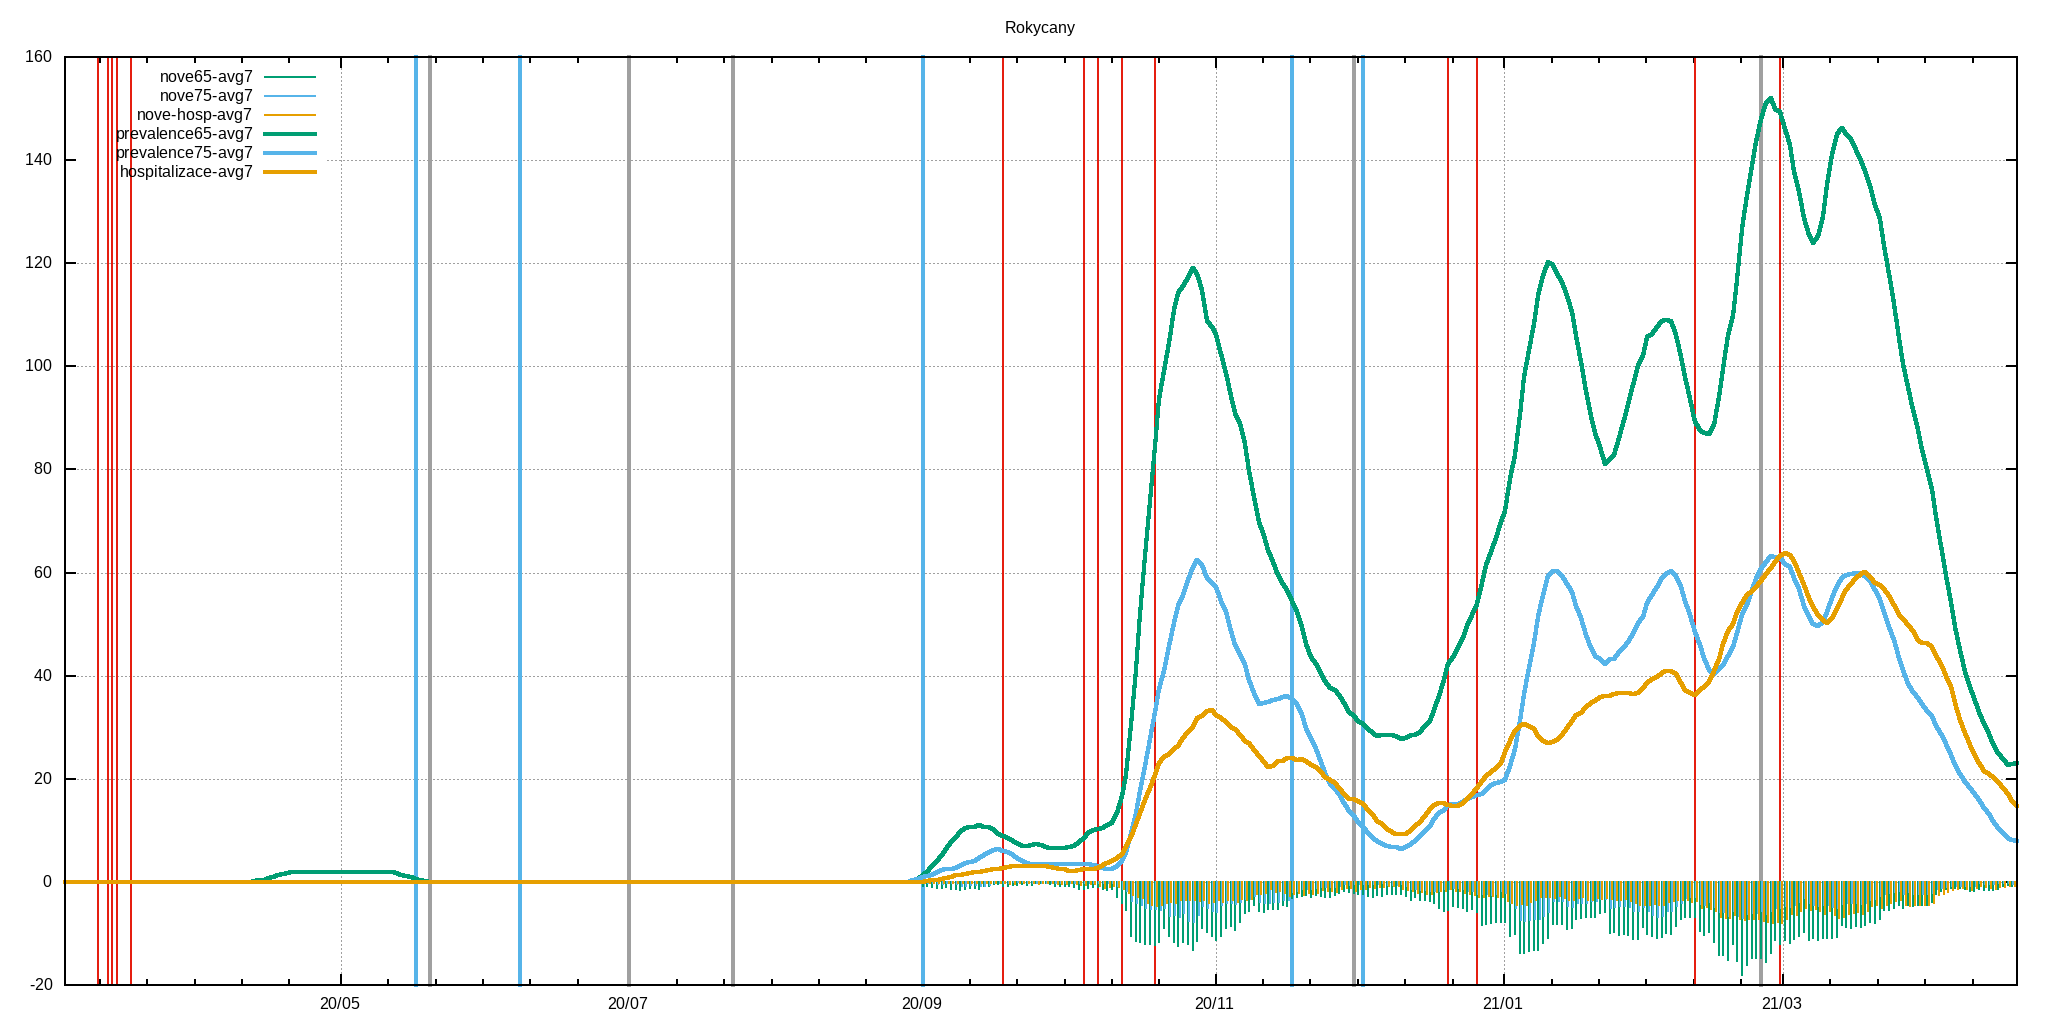 Rokycany
160
140
120
100
80
60
40
20
0
-20
nove65-avg7
nove75-avg7
nove-hosp-avg7
prevalence65-avg7
prevalence75-avg7
hospitalizace-avg7
20/05
20/07
20/09
20/11
21/01
21/03